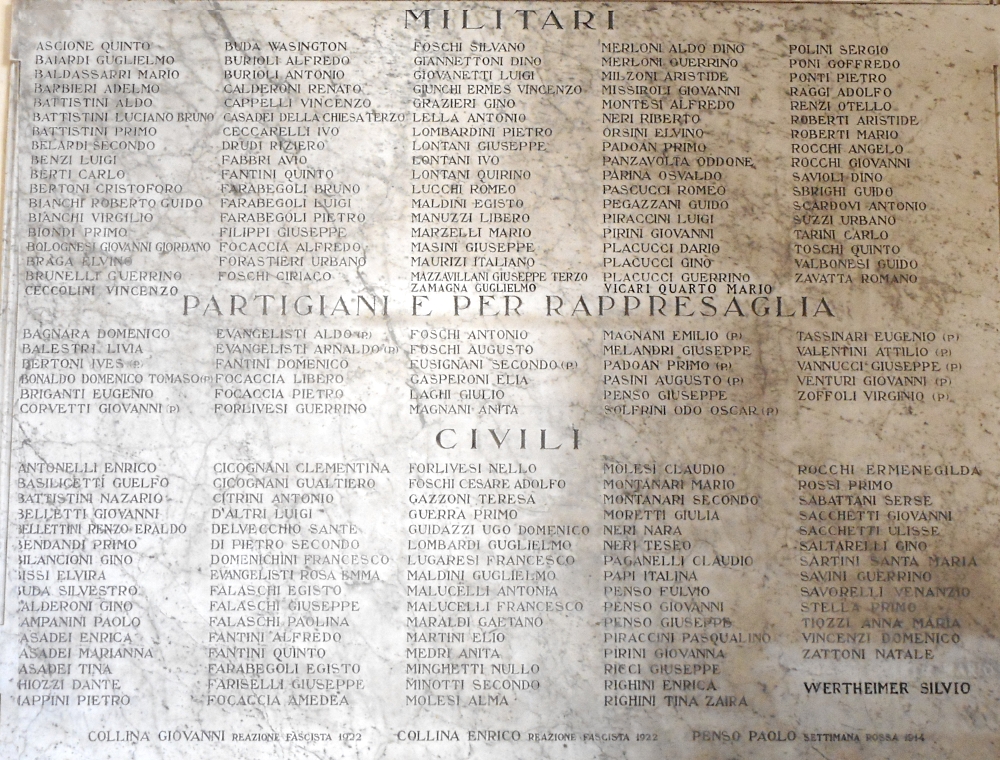 MILITARI
ASCIONE QUINTO
BAIARDI GUGLIELMO
BALDASSARRI MARIO
BARBIERI ADELMO
BATTISTINI ALDO
BATTISTINI LUCIANO BRUNO
BATTISTINI PRIMO
BELARDI SECONDO
BENZI LUIGI
BERTI CARLO
BERTONI CRISTOFORO
BIANCHI ROBERTO GUIDO
BIANCHI VIRGILIO
BIONDI PRIMO
BOLOGNESI GIOVANNI GIORDANO
BRAGA ELVINO
BRUNELLI GUERRINO
CECCOLINI VINCENZO
BUDA WASINGTON
BURIOLI ALFREDO
BURIOLI ANTONIO
CALDERONI RENATO
CAPPELLI VINCENZO
CASADEI DELLA CHIESA TERZO
CECCARELLI IVO
DRUDI RIZIERO
FABBRI AVIO
FANTINI QUINTO
FARABEGOLI BRUNO
FARABEGOLI LUIGI
FARABEGOLI PIETRO
FILIPPI GIUSEPPE
FOCACCIA ALFREDO
FORASTIERI URBANO
FOSCHI CIRIACO
FOSCHI SILVANO
GIANNETTONI DINO
GIOVANETTI LUIGI
GIUNCHI ERMES VINCENZO
GRAZIERI GINO
LELLA ANTONIO
LOMBARDINI PIETRO
LONTANI GIUSEPPE
LONTANI IVO
LONTANI QUIRINO
LUCCHI ROMEO
MALDINI EGISTO
MANUZZI LIBERO
MARZELLI MARIO
MASINI GIUSEPPE
MAURIZI ITALIANO
MAZZAVILLANI GIUSEPPE TERZO
ZAMAGNA GUGLIELMO
MERLONI ALDO DINO
MERLONI GUERRINO
MILZONI ARISTIDE
MISSIROLI GIOVANNI
MONTESI ALFREDO
NERI RIBERTO
ORSINI ELVINO
PADOAN PRIMO
PANZAVOLTA ODDONE
PARINA OSVALDO
PASCUCCI ROMEO
PEGAZZANI GUIDO
PIRACCINI LUIGI
PIRINI GIOVANNI
PLACUCCI DARIO
PLACUCCI GINO
PLACUCCI GUERRINO
VICARI QUARTO MARIO
POLINI SERGIO
PONI GOFFREDO
PONTI PIETRO
RAGGI ADOLFO
RENZI OTELLO
ROBERTI ARISTIDE
ROBERTI MARIO
ROCCHI ANGELO
ROCCHI GIOVANNI
SAVIOLI DINO
SBRIGHI GUIDO
SCARDOVI ANTONIO
SUZZI URBANO
TARINI CARLO
TOSCHI QUINTO
VALBONESI GUIDO
ZAVATTA ROMANO
PARTIGIANI E PER RAPPRESAGLIA
BAGNARA DOMENICO
BALESTRI LIVIA
BERTONI IVES (P)
BONALDO DOMENICO TOMASO (P)
BRIGANTI EUGENIO
CORVETTI GIOVANNI (P)
EVANGELISTI ALDO (P)
EVANGELISTI ARNALDO (P)
FANTINI DOMENICO
FOCACCIA LIBERO
FOCACCIA PIETRO
FORLIVESI GUERRINO
FOSCHI ANTONIO
FOSCHI AUGUSTO
FUSIGNANI SECONDO (P)
GASPERONI ELIA
LAGHI GIULIO
MAGNANI ANITA
MAGNANI EMILIO (P)
MELANDRI GIUSEPPE
PADOAN PRIMO (P)
PASINI AUGUSTO (P)
PENSO GIUSEPPE
SOLFRINI ODO OSCAR (P)
TASSINARI EUGENIO (P)
VALENTINI ATTILIO (P)
VANNUCCI GIUSEPPE (P)
VENTURI GIOVANNI (P)
ZOFFOLI VIRGINIO (P)
CIVILI
ANTONELLI ENRICO
BASILICETTI GUELFO
BATTISTINI NAZARIO
BELLETTI GIOVANNI
BELLETTINI RENZO ERALDO
BENDANDI PRIMO
BILANCIONI GINO
BISSI ELVIRA
BUDA SILVESTRO
CALDERONI GINO
CAMPANINI PAOLO
CASADEI ENRICA
CASADEI MARIANNA
CASADEI TINA
CHIOZZI DANTE
CIAPPINI PIETRO
CICOGNANI CLEMENTINA
CICOGNANI GUALTIERO
CITRINI ANTONIO
D'ALTRI LUIGI
DELVECCHIO SANTE
DI PIETRO SECONDO
DOMENICHINI FRANCESCO
EVANGELISTI ROSA EMMA
FALASCHI EGISTO
FALASCHI GIUSEPPE
FALASCHI PAOLINA
FANTINI ALFREDO
FANTINI QUINTO
FARABEGOLI EGISTO
FARISELLI GIUSEPPE
FOCACCIA AMEDEA
FORLIVESI NELLO
FOSCHI CESARE ADOLFO
GAZZONI TERESA
GUERRA PRIMO
GUIDAZZI UGO DOMENICO
LOMBARDI GUGLIELMO
LUGARESI FRANCESCO
MALDINI GUGLIELMO
MALUCELLI ANTONIA
MALUCELLI FRANCESCO
MARALDI GAETANO
MARTINI ELIO
MEDRI ANITA
MINGHETTI NULLO
MINOTTI SECONDO
MOLESI ALMA
MOLESI CLAUDIO
MONTANARI MARIO
MONTANARI SECONDO
MORETTI GIULIA
NERI NARA
NERI TESEO
PAGANELLI CLAUDIO
PAPI ITALINA
PENSO FULVIO
PENSO GIOVANNI
PENSO GIUSEPPE
PIRACCINI PASQUALINO
PIRINI GIOVANNA
RICCI GIUSEPPE
RIGHINI ENRICA
RIGHINI TINA ZAIRA
ROCCHI ERMENEGILDA
ROSSI PRIMO
SABATTANI SERSE
SACCHETTI GIOVANNI
SACCHETTI ULISSE
SALTARELLI GINO
SARTINI SANTA MARIA
SAVINI GUERRINO
SAVORELLI VENANZIO
STELLA PRIMO
TIOZZI ANNA MARIA
VINCENZI DOMENICO
ZATTONI NATALE
WERTHEIMER SILVIO
COLLINA GIOVANNI REAZIONE FASCISTA 1922 COLLINA ENRICO REAZIONE FASCISTA 1922 PENSO PAOLO SETTIMANA ROSSA 1914